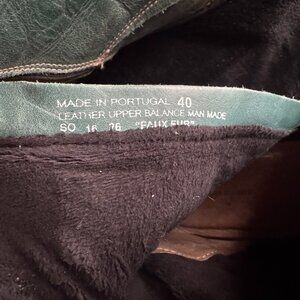 MADE IN PORTUGAL 40
LEATHER UPPER BALANCE MAN MADE
SO 16 26 "FAUX FUR"